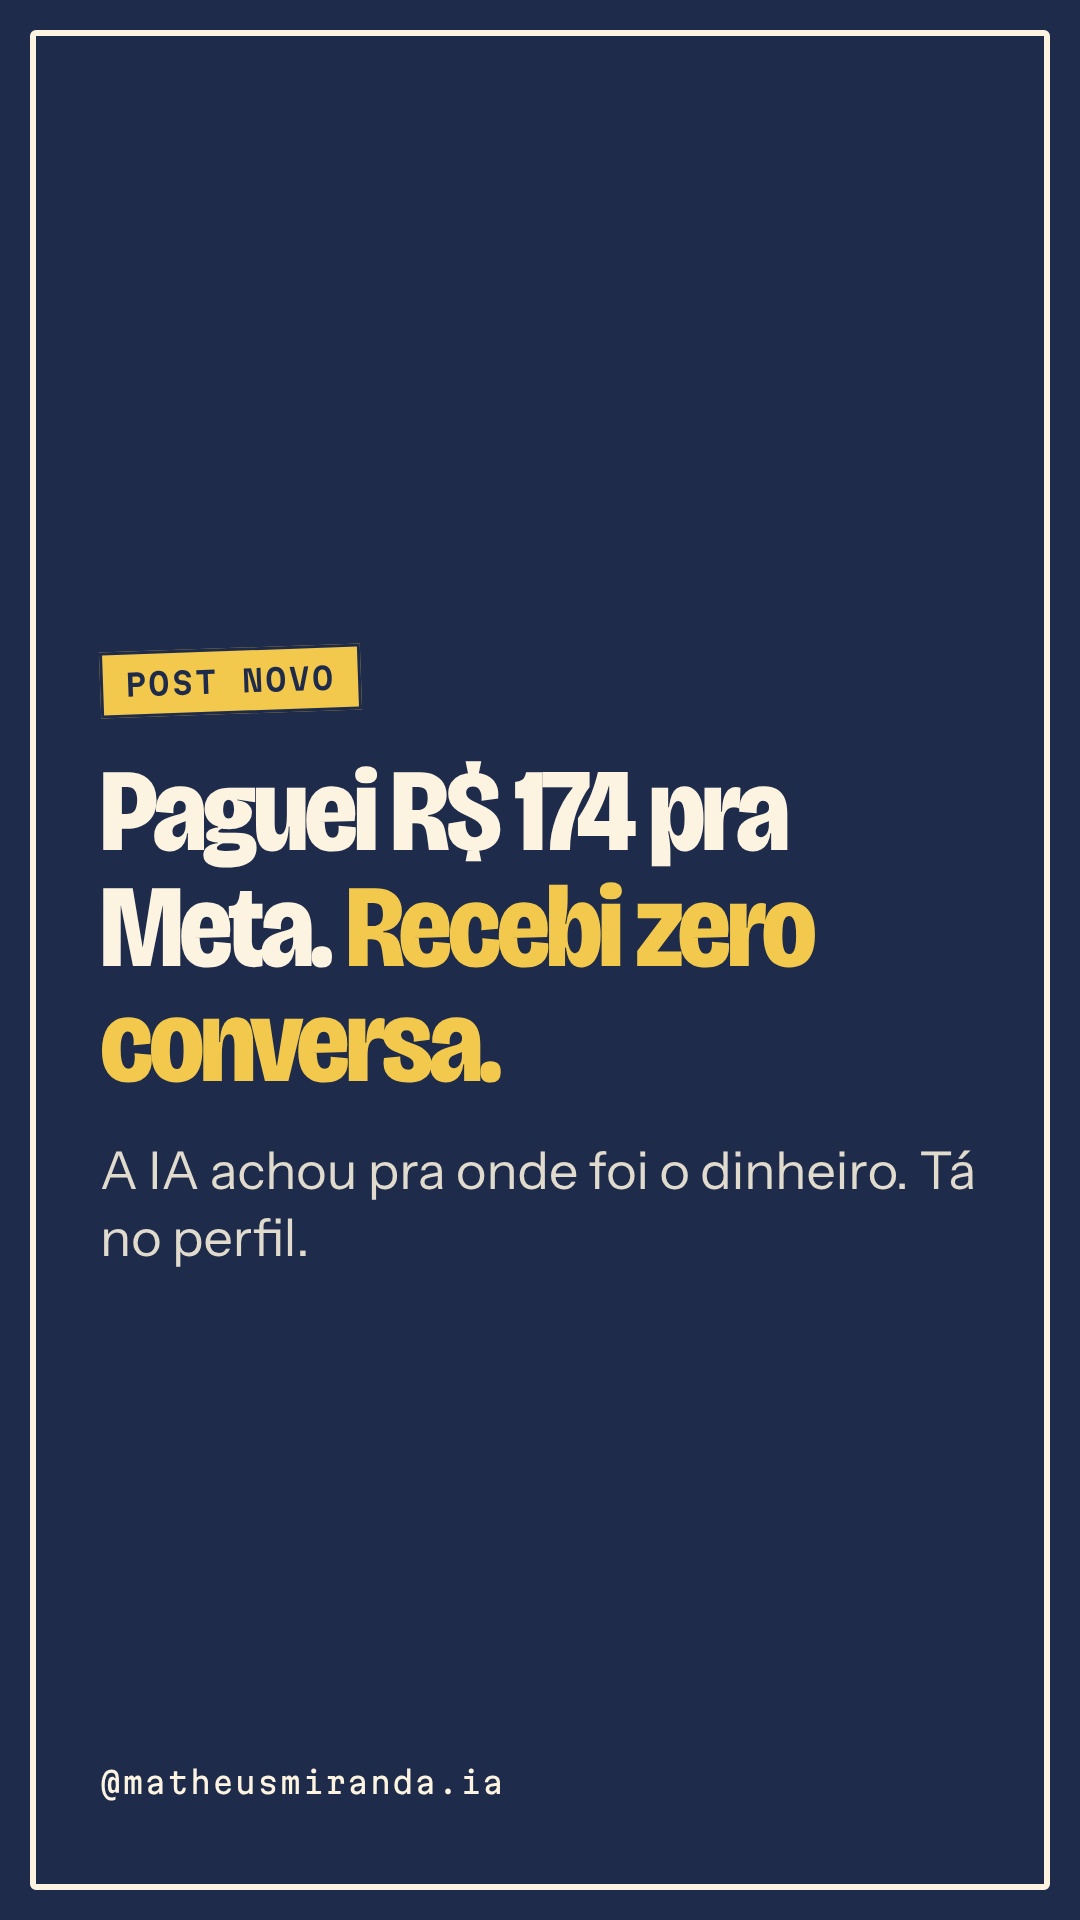 POST NOVO
Paguei R$ 174 pra
Meta. Recebi zero
conversa.
A IA achou pra onde foi o dinheiro. Tá
no perfil.
@matheusmiranda.ia